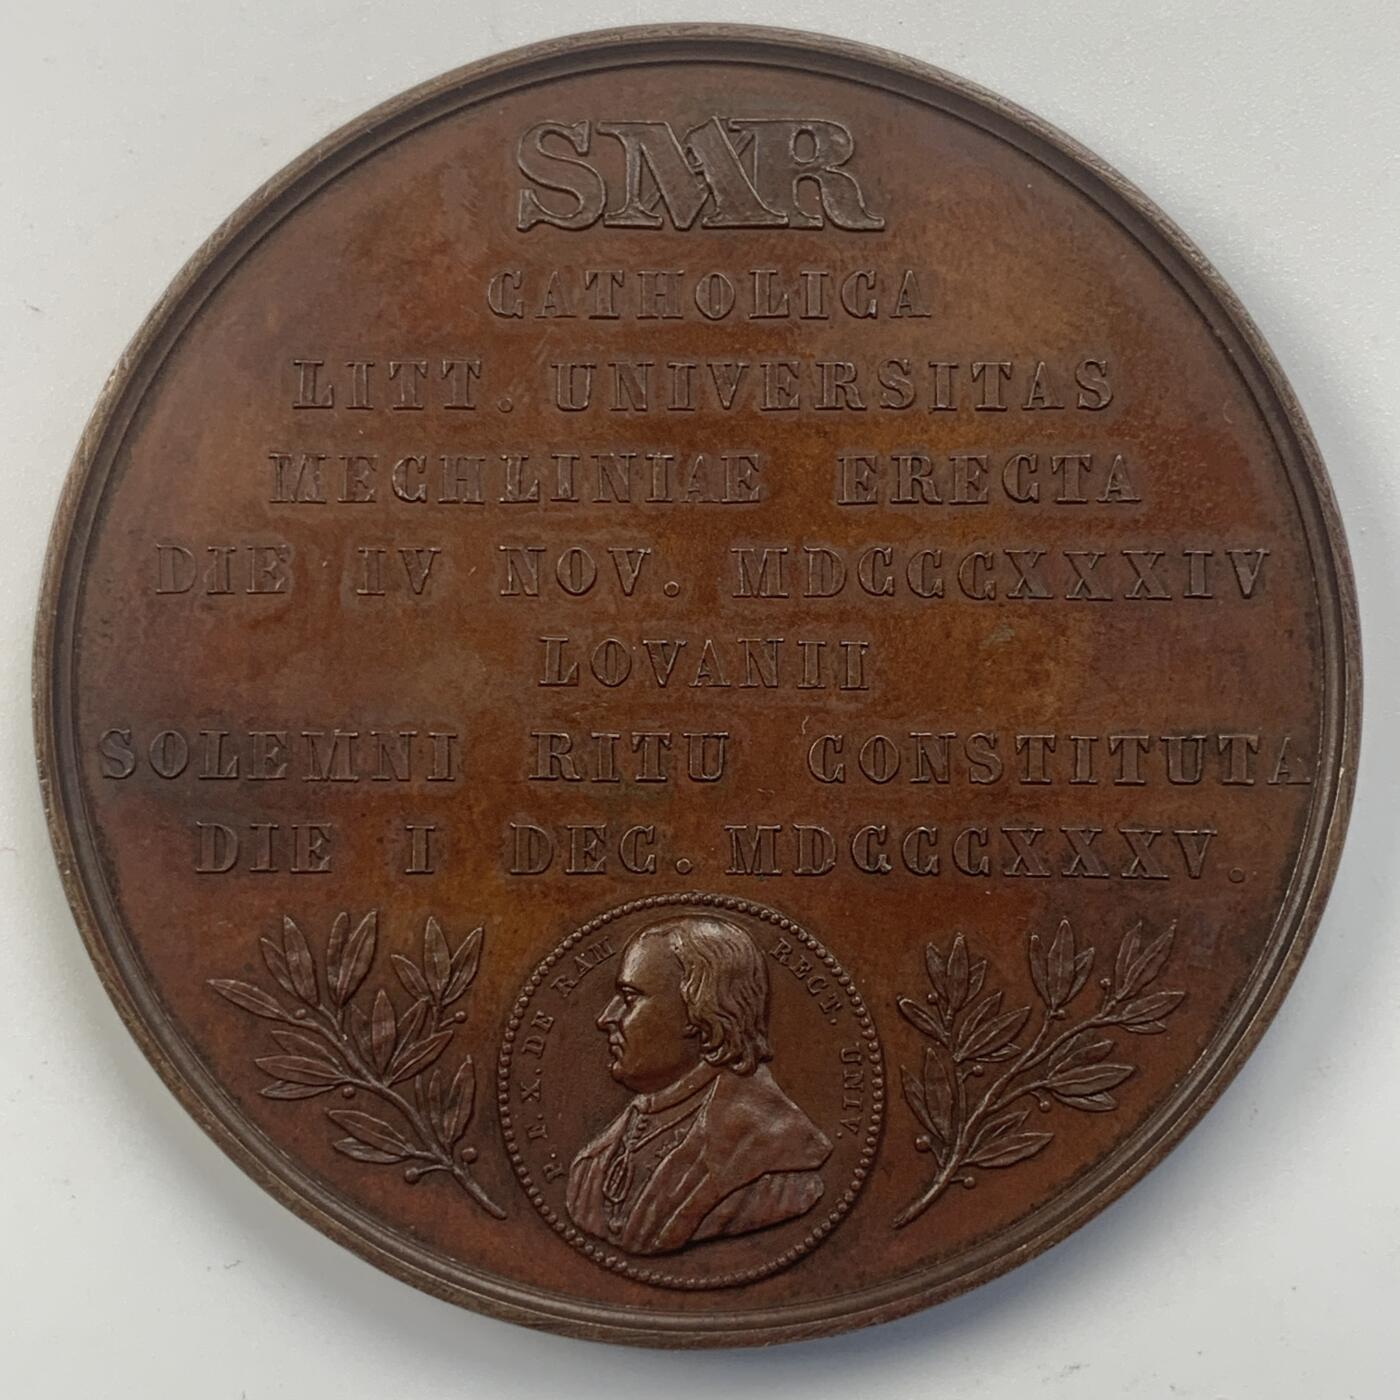 SMR
CATHOLICA
LITT. UNIVERSITAS
MECHLINIAE ERECTA
DIE IV NOV. MDCCCXXXIV
LOVANII
SOLEMNI RITU CONSTITUTA
DIE I DEC. MDCCCXXXV.
P. F. X. DE RAM RECT. UNIV.